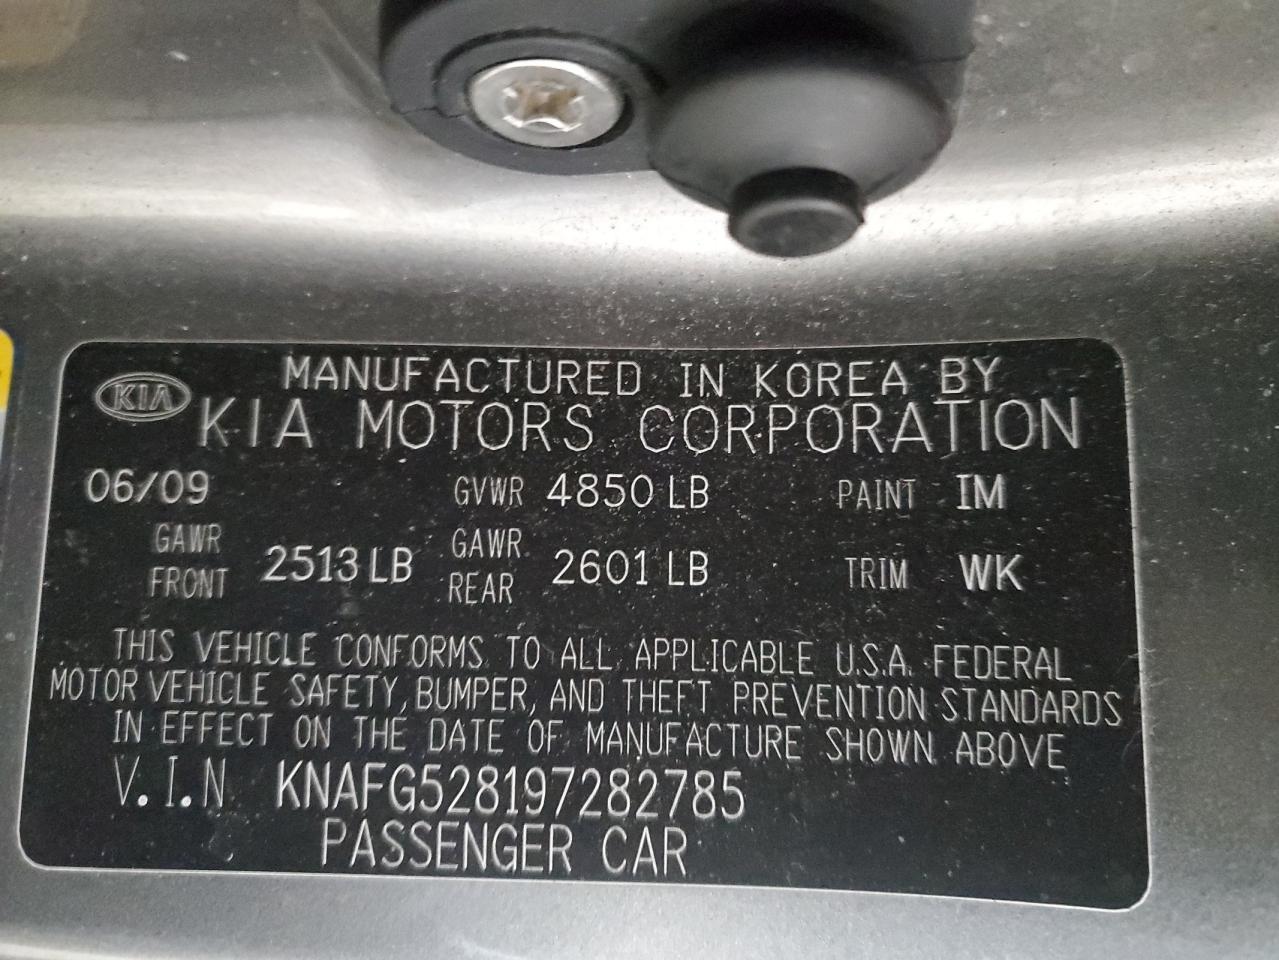 MANUFACTURED IN KOREA BY
KIA KIA MOTORS CORPORATION
06/09 GVWR 4850 LB PAINT IM
GAWR FRONT 2513 LB GAWR REAR 2601 LB TRIM WK
THIS VEHICLE CONFORMS TO ALL APPLICABLE U.S.A. FEDERAL
MOTOR VEHICLE SAFETY, BUMPER, AND THEFT PREVENTION STANDARDS
IN EFFECT ON THE DATE OF MANUFACTURE SHOWN ABOVE
V.I.N KNAFG528197282785
PASSENGER CAR